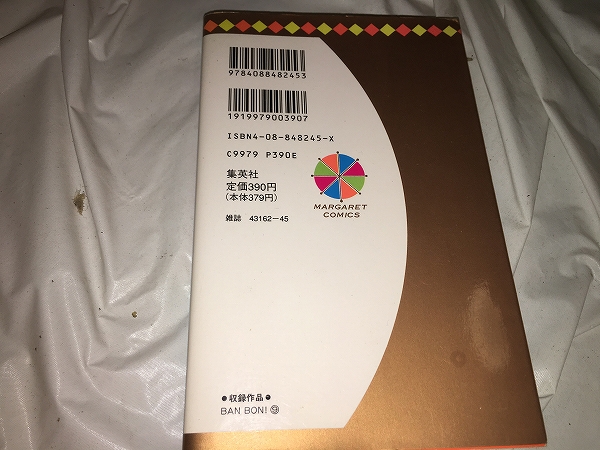 9784088482453
1919979003907
ISBN4-08-848245-X
C9979 P390E
集英社
定価390円
(本体379円)
雑誌 43162-45
MARGARET
COMICS
●収録作品●
BAN BON! ⑨